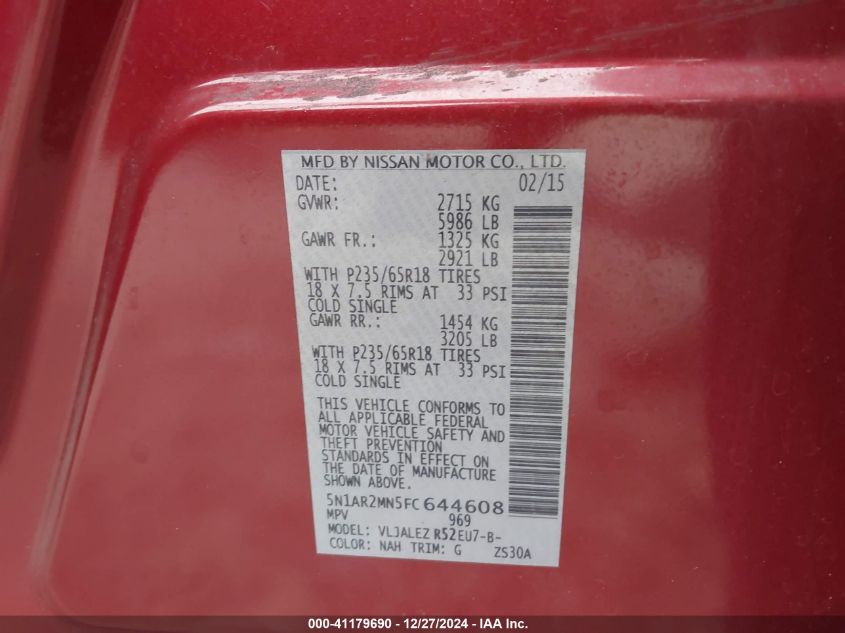 MFD BY NISSAN MOTOR CO., LTD.
DATE: 02/15
GVWR: 2715 KG
5986 LB
GAWR FR.: 1325 KG
2921 LB
WITH P235/65R18 TIRES
18 X 7.5 RIMS AT 33 PSI
COLD SINGLE
GAWR RR.: 1454 KG
3205 LB
WITH P235/65R18 TIRES
18 X 7.5 RIMS AT 33 PSI
COLD SINGLE
THIS VEHICLE CONFORMS TO
ALL APPLICABLE FEDERAL
MOTOR VEHICLE SAFETY AND
THEFT PREVENTION
STANDARDS IN EFFECT ON
THE DATE OF MANUFACTURE
SHOWN ABOVE.
5N1AR2MN5FC644608
MPV 969
MODEL: VLJALEZ R52EU7-B-
COLOR: NAH TRIM: G ZS30A
000-41179690 - 12/27/2024 - IAA Inc.